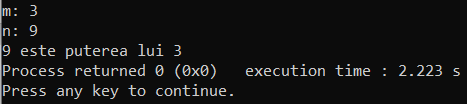 m: 3
n: 9
9 este puterea lui 3
Process returned 0 (0x0)   execution time : 2.223 s
Press any key to continue.